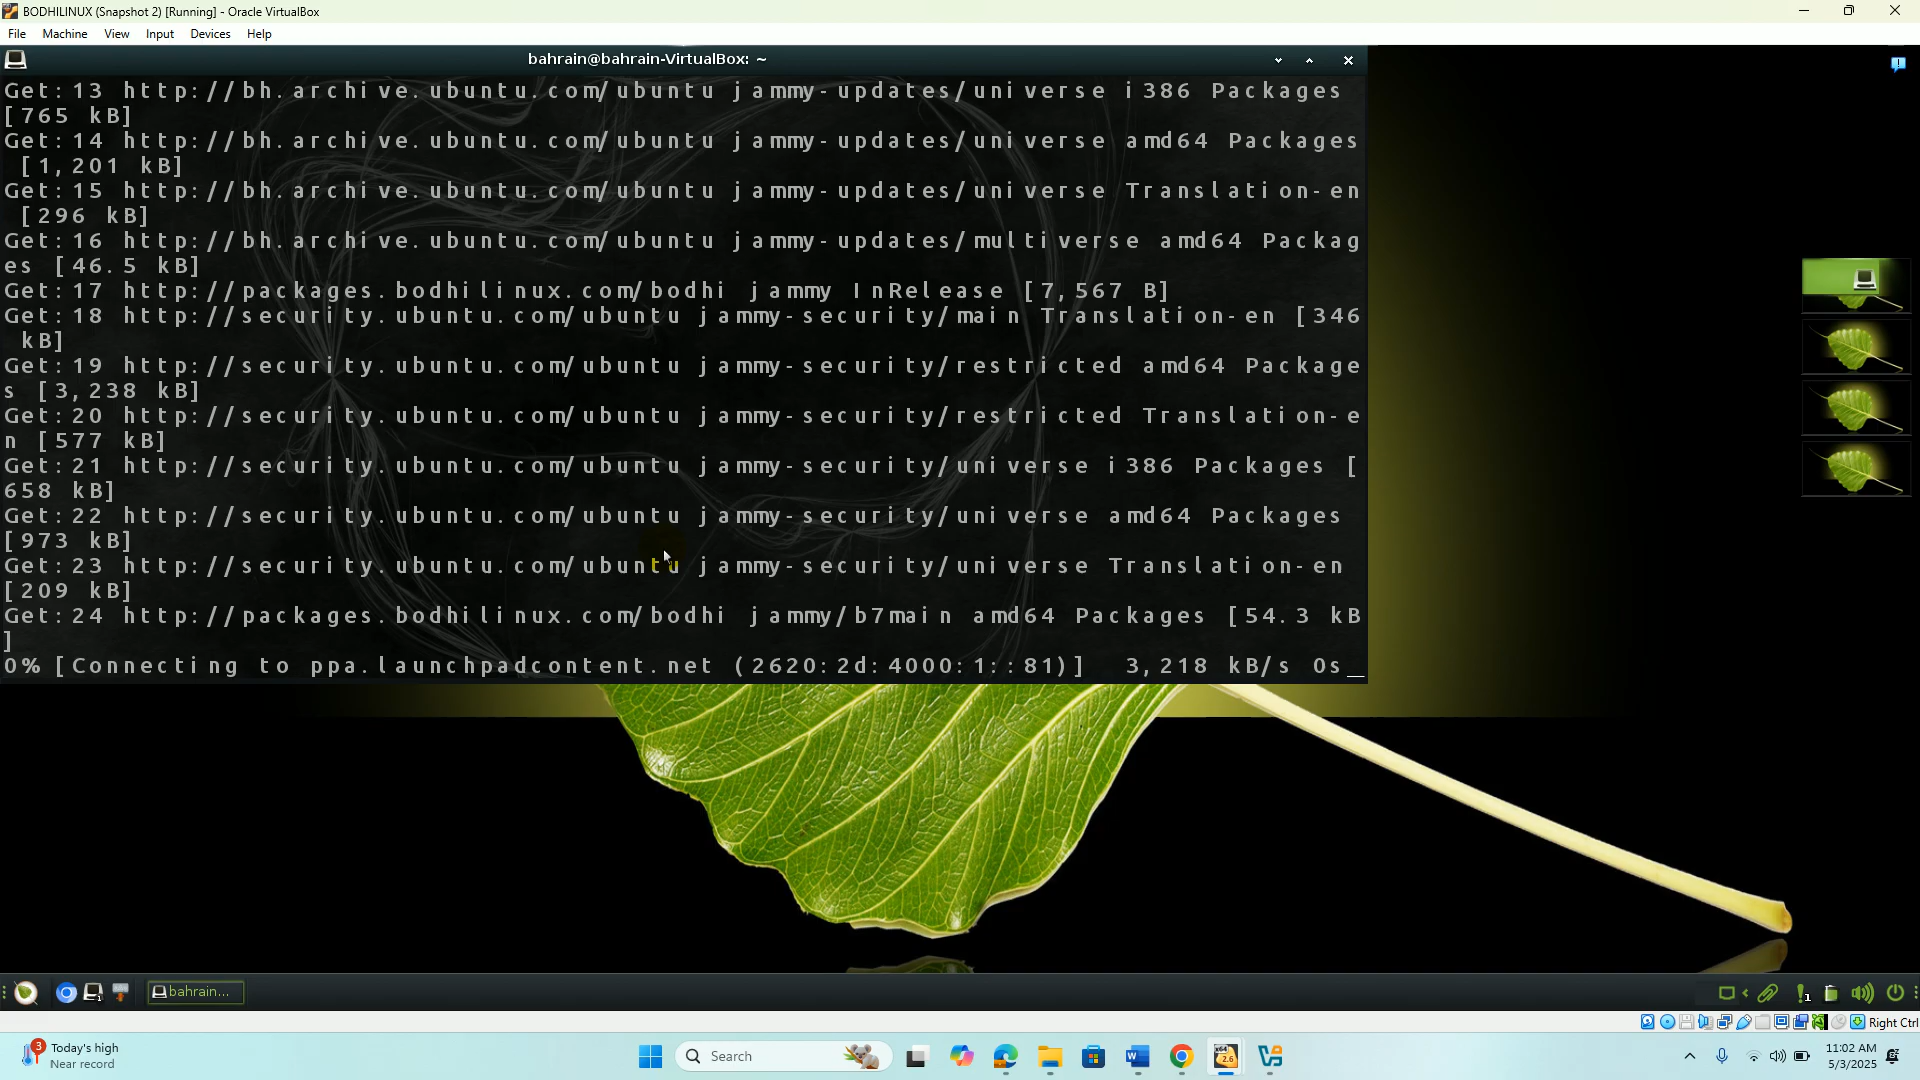 BODHILINUX (Snapshot 2) [Running] - Oracle VirtualBox
File Machine View Input Devices Help
bahrain@bahrain-VirtualBox: ~
Get:13 http://bh.archive.ubuntu.com/ubuntu jammy-updates/universe i386 Packages
[765 kB]
Get:14 http://bh.archive.ubuntu.com/ubuntu jammy-updates/universe amd64 Packages
[1,201 kB]
Get:15 http://bh.archive.ubuntu.com/ubuntu jammy-updates/universe Translation-en
[296 kB]
Get:16 http://bh.archive.ubuntu.com/ubuntu jammy-updates/multiverse amd64 Packag
es [46.5 kB]
Get:17 http://packages.bodhilinux.com/bodhi jammy InRelease [7,567 B]
Get:18 http://security.ubuntu.com/ubuntu jammy-security/main Translation-en [346
kB]
Get:19 http://security.ubuntu.com/ubuntu jammy-security/restricted amd64 Package
s [3,238 kB]
Get:20 http://security.ubuntu.com/ubuntu jammy-security/restricted Translation-e
n [577 kB]
Get:21 http://security.ubuntu.com/ubuntu jammy-security/universe i386 Packages [
658 kB]
Get:22 http://security.ubuntu.com/ubuntu jammy-security/universe amd64 Packages
[973 kB]
Get:23 http://security.ubuntu.com/ubuntu jammy-security/universe Translation-en
[209 kB]
Get:24 http://packages.bodhilinux.com/bodhi jammy/b7main amd64 Packages [54.3 kB
]
0% [Connecting to ppa.launchpadcontent.net (2620:2d:4000:1::81)] 3,218 kB/s 0s_
bahrain...
1
1
Right Ctrl
3
Today's high
Near record
Search
x64
2.6
11:02 AM
5/3/2025